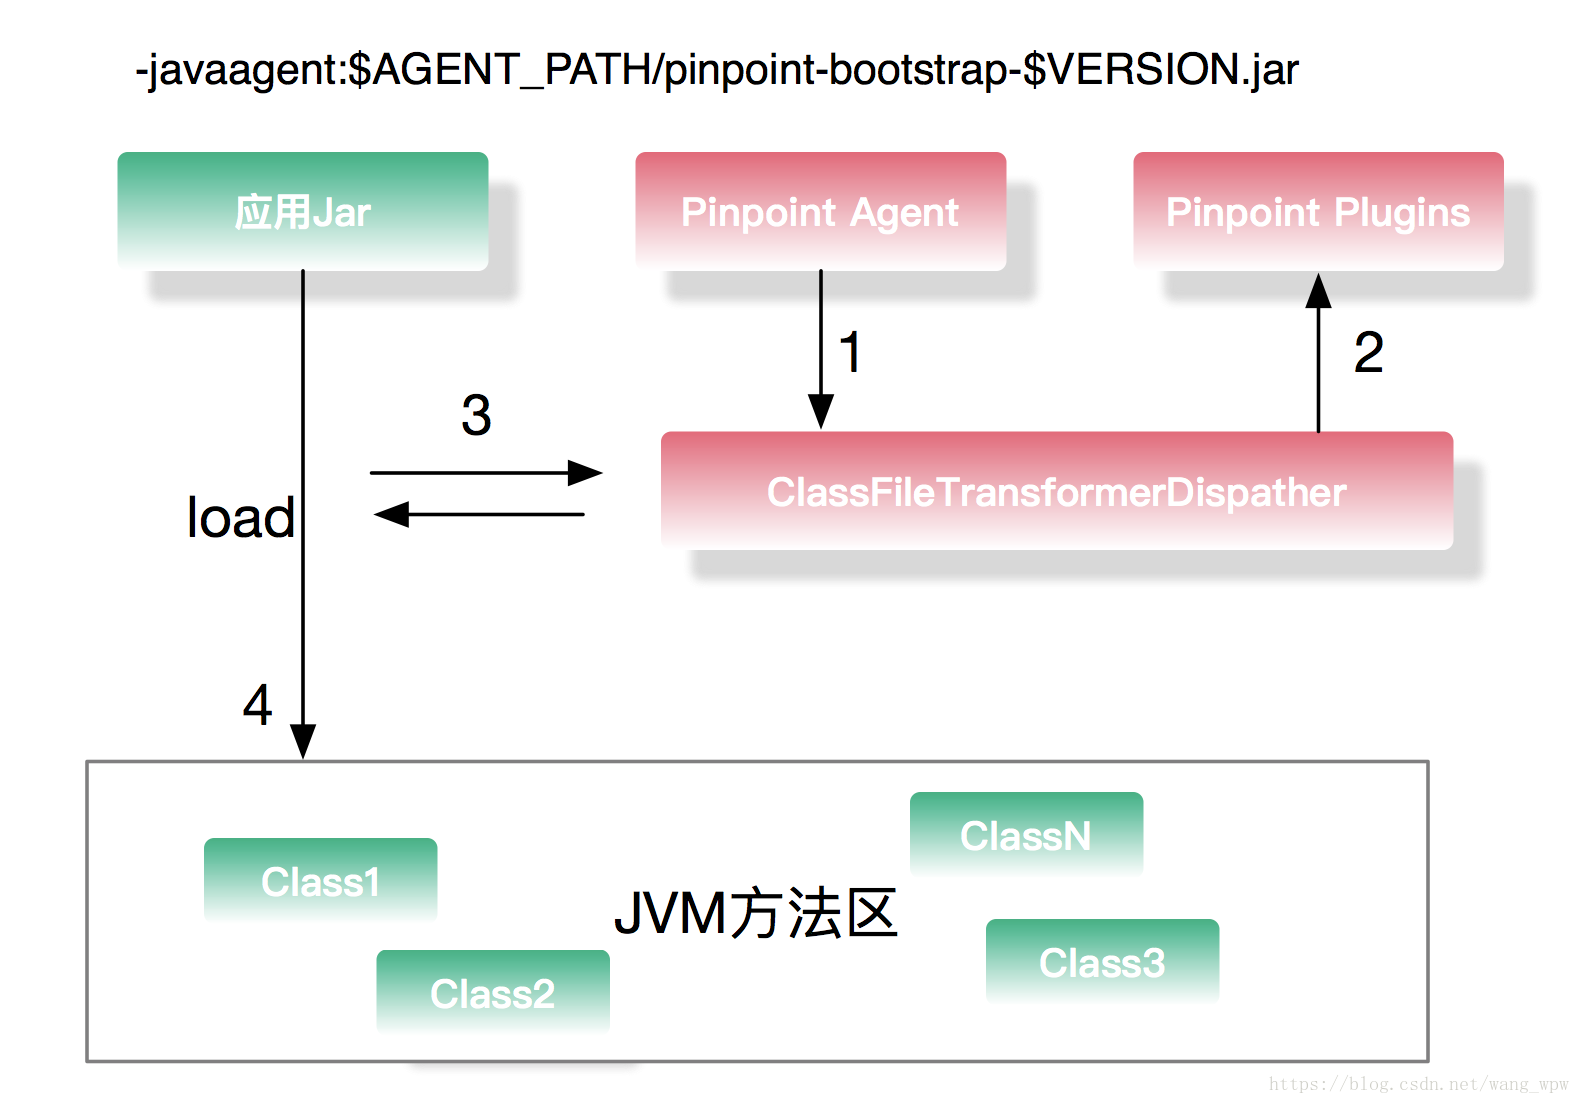 -javaagent:$AGENT_PATH/pinpoint-bootstrap-$VERSION.jar
应用Jar
Pinpoint Agent
Pinpoint Plugins
1
2
3
ClassFileTransformerDispather
load
4
ClassN
Class1
JVM方法区
Class3
Class2
https://blog.csdn.net/wang_wpw